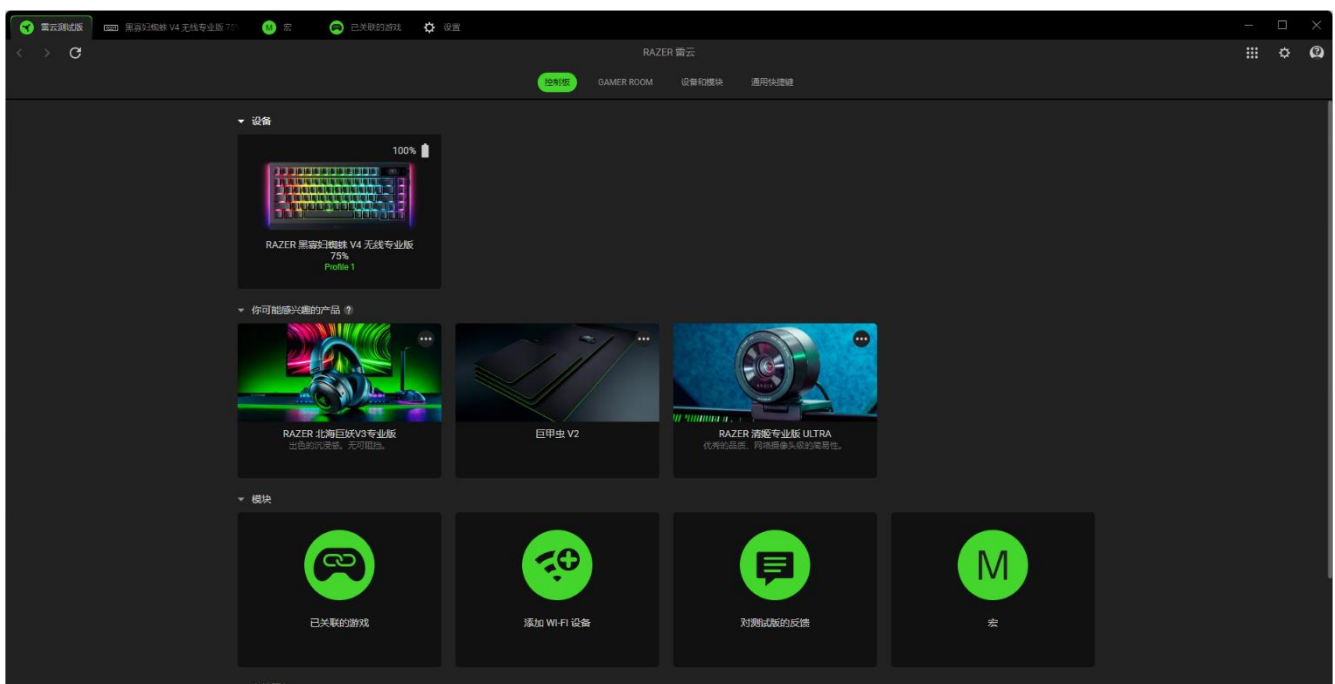 雷云测试版
黑寡妇蜘蛛 V4 无线专业版 75%
M 宏
已关联的游戏
设置
RAZER 雷云
控制板
GAMER ROOM
设备和模块
通用快捷键
设备
100%
RAZER 黑寡妇蜘蛛 V4 无线专业版
75%
Profile 1
你可能感兴趣的产品 ?
RAZER 北海巨妖V3专业版
出色的沉浸感。无可阻挡。
巨甲虫 V2
RAZER 清姬专业版 ULTRA
优秀的品质、网络摄像头级的简易性。
模块
已关联的游戏
添加 WI-FI 设备
对测试版的反馈
M
宏